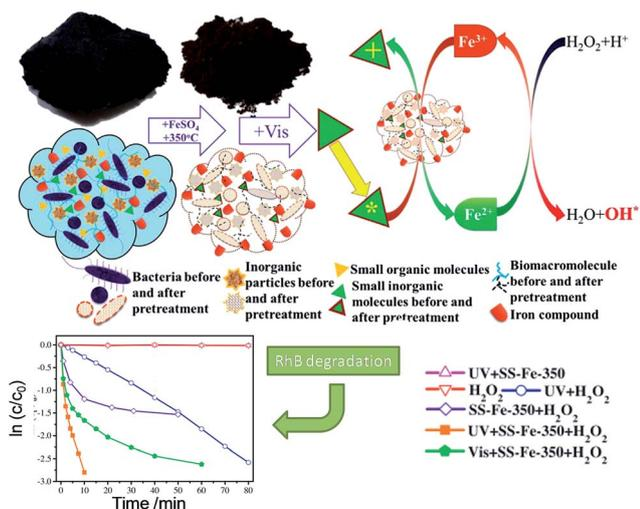 Fe³⁺
H₂O₂+H⁺
+FeSO₄
+350°C
+Vis
+
*
Fe²⁺
H₂O+OH*
Bacteria before
and after
pretreatment
Inorganic
particles before
and after
pretreatment
Small organic molecules
Small inorganic
molecules before and
after pretreatment
Biomacromolecule
before and after
pretreatment
Iron compound
RhB degradation
ln (c/c₀)
0.0
-0.5
-1.0
-1.5
-2.0
-2.5
-3.0
0 10 20 30 40 50 60 70 80
Time /min
UV+SS-Fe-350
H₂O₂ UV+H₂O₂
SS-Fe-350+H₂O₂
UV+SS-Fe-350+H₂O₂
Vis+SS-Fe-350+H₂O₂